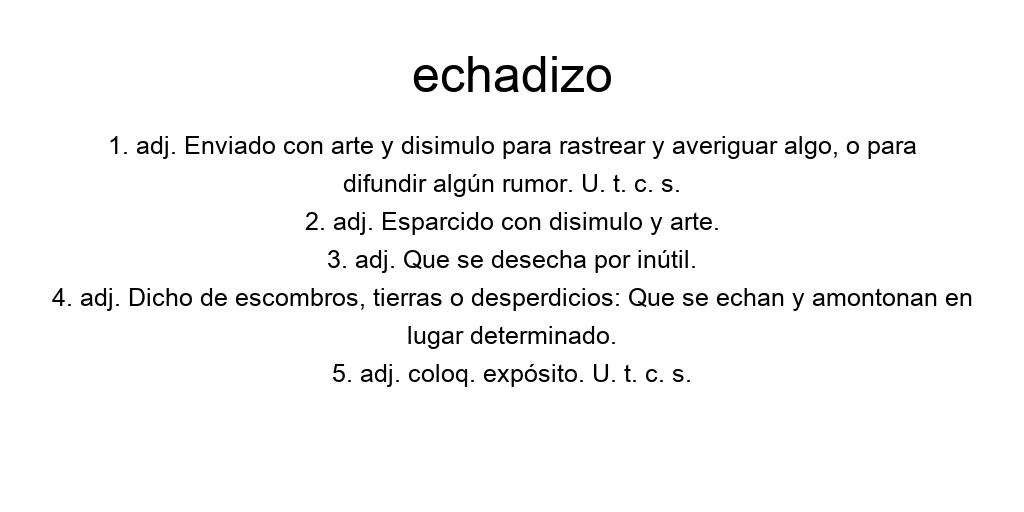 echadizo
1. adj. Enviado con arte y disimulo para rastrear y averiguar algo, o para
difundir algún rumor. U. t. c. s.
2. adj. Esparcido con disimulo y arte.
3. adj. Que se desecha por inútil.
4. adj. Dicho de escombros, tierras o desperdicios: Que se echan y amontonan en
lugar determinado.
5. adj. coloq. expósito. U. t. c. s.